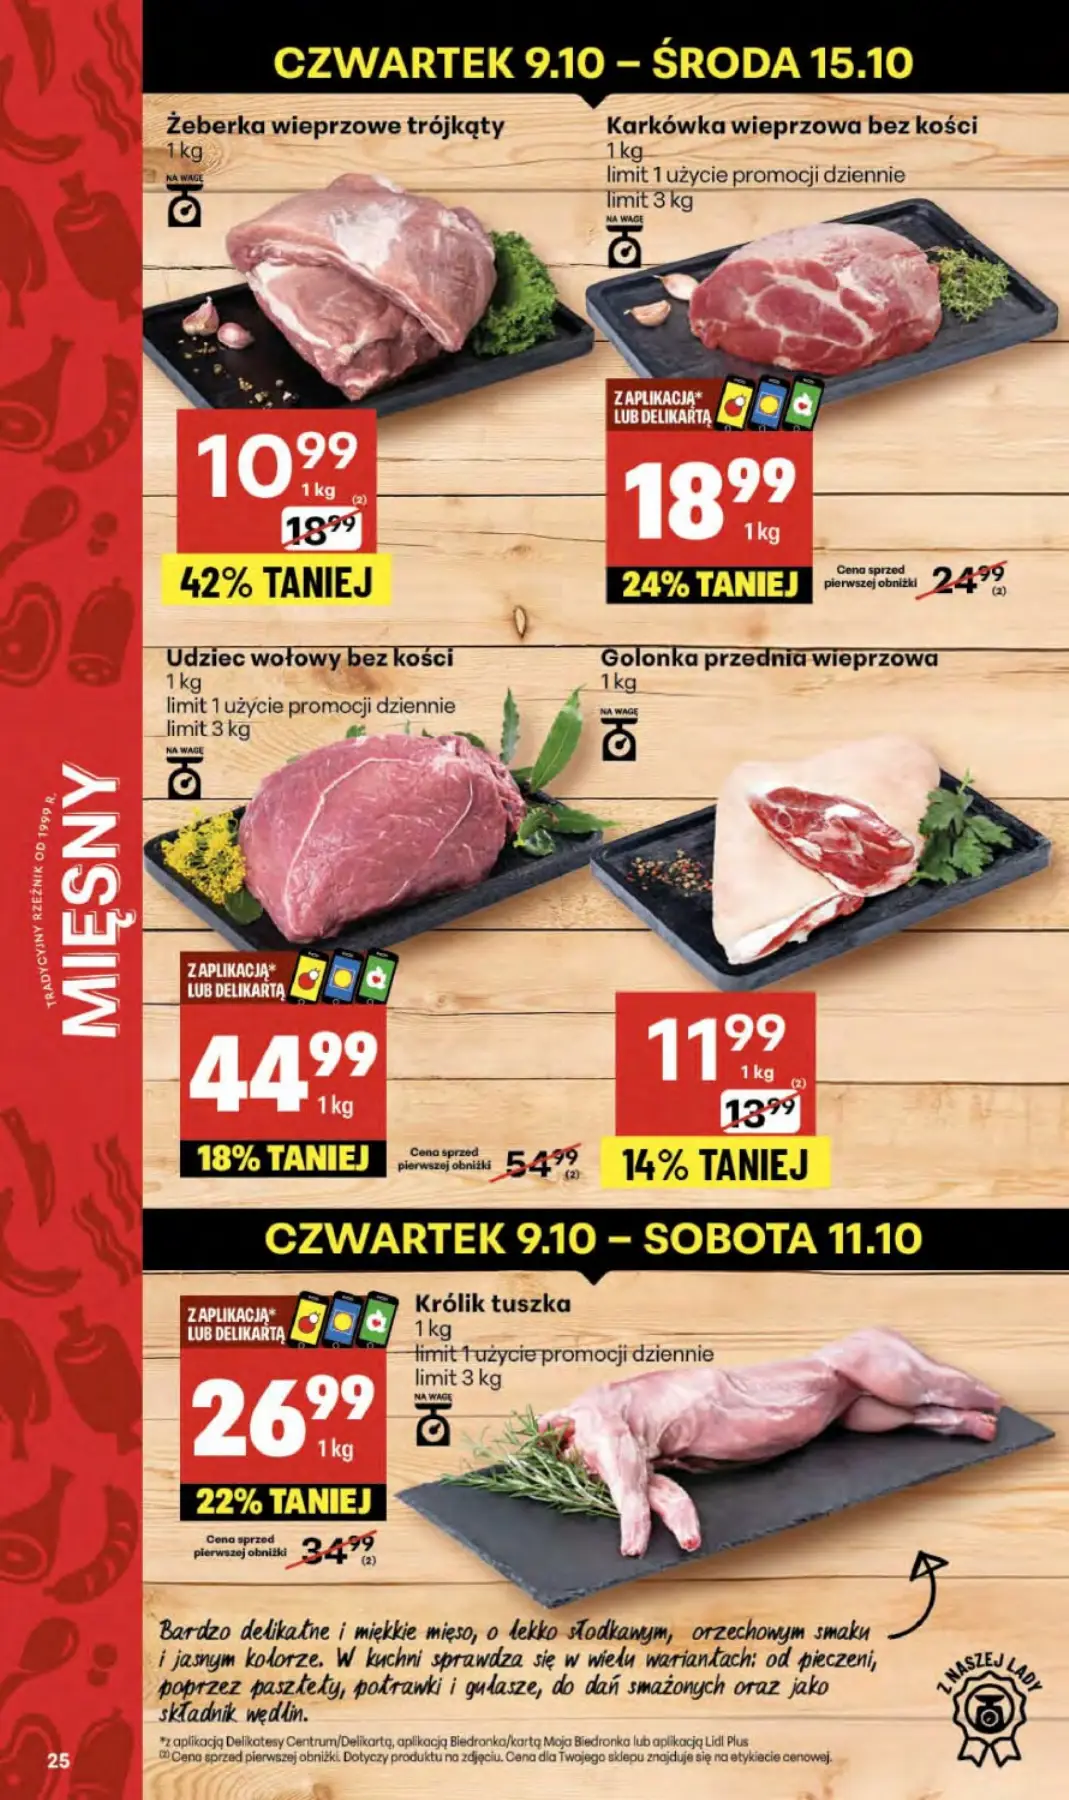 CZWARTEK 9.10 – ŚRODA 15.10
Żeberka wieprzowe trójkąty
1 kg
NA WAGĘ
10 99
1 kg
(2)
18 99
42% TANIEJ
Karkówka wieprzowa bez kości
1 kg
limit 1 użycie promocji dziennie
limit 3 kg
NA WAGĘ
Z APLIKACJĄ*
LUB DELIKARTĄ
18 99
1 kg
24% TANIEJ
Cena sprzed
pierwszej obniżki
24 99
(2)
Udziec wołowy bez kości
1 kg
limit 1 użycie promocji dziennie
limit 3 kg
NA WAGĘ
Z APLIKACJĄ*
LUB DELIKARTĄ
44 99
1 kg
18% TANIEJ
Cena sprzed
pierwszej obniżki
54 99
(2)
Golonka przednia wieprzowa
1 kg
NA WAGĘ
11 99
1 kg
(2)
13 99
14% TANIEJ
TRADYCYJNY RZEŹNIK OD 1999 R.
MIĘSNY
CZWARTEK 9.10 – SOBOTA 11.10
Z APLIKACJĄ*
LUB DELIKARTĄ
26 99
1 kg
22% TANIEJ
Cena sprzed
pierwszej obniżki
34 99
(2)
Królik tuszka
1 kg
limit 1 użycie promocji dziennie
limit 3 kg
NA WAGĘ
Bardzo delikatne i miękkie mięso, o lekko słodkawym, orzechowym smaku
i jasnym kolorze. W kuchni sprawdza się w wielu wariantach: od pieczeni,
poprzez pasztety, potrawki i gulasze, do dań smażonych oraz jako
składnik wędlin.
Z NASZEJ LADY
*z aplikacją Delikatesy Centrum/Delikartą, aplikacją Biedronka/kartą Moja Biedronka lub aplikacją Lidl Plus
(2) Cena sprzed pierwszej obniżki. Dotyczy produktu na zdjęciu. Cena dla Twojego sklepu znajduje się na etykiecie cenowej.
25